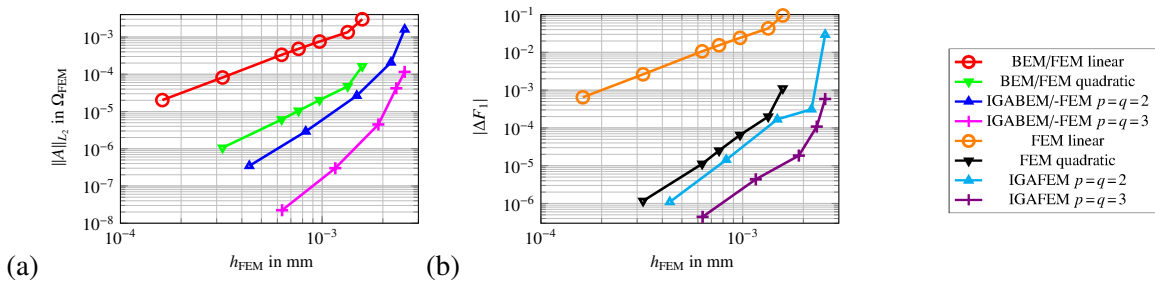 10⁻³
10⁻⁴
10⁻⁵
10⁻⁶
10⁻⁷
10⁻⁸
||A||_{L₂} in Ω_FEM
10⁻⁴
10⁻³
h_FEM in mm
(a)
10⁻¹
10⁻²
10⁻³
10⁻⁴
10⁻⁵
10⁻⁶
|ΔF₁|
10⁻⁴
10⁻³
h_FEM in mm
(b)
BEM/FEM linear
BEM/FEM quadratic
IGABEM/-FEM p=q=2
IGABEM/-FEM p=q=3
FEM linear
FEM quadratic
IGAFEM p=q=2
IGAFEM p=q=3